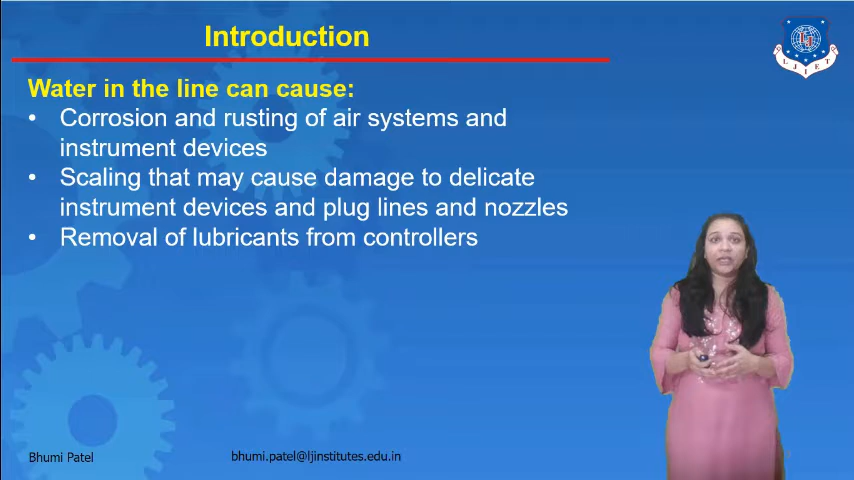 Introduction
Water in the line can cause:
• Corrosion and rusting of air systems and
instrument devices
• Scaling that may cause damage to delicate
instrument devices and plug lines and nozzles
• Removal of lubricants from controllers
Bhumi Patel
bhumi.patel@ljinstitutes.edu.in
LJIET